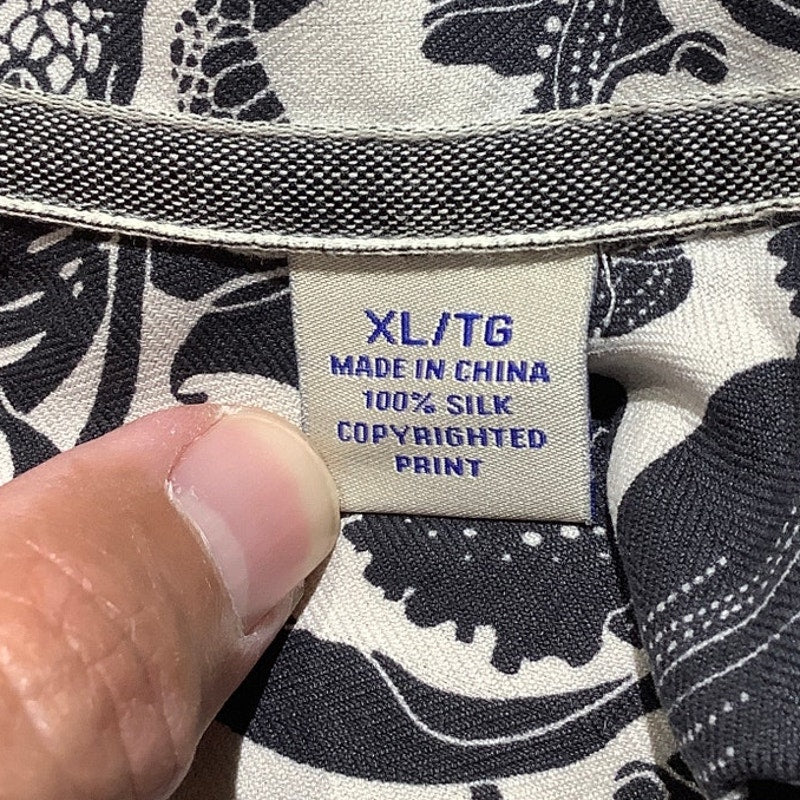 XL/TG
MADE IN CHINA
100% SILK
COPYRIGHTED
PRINT